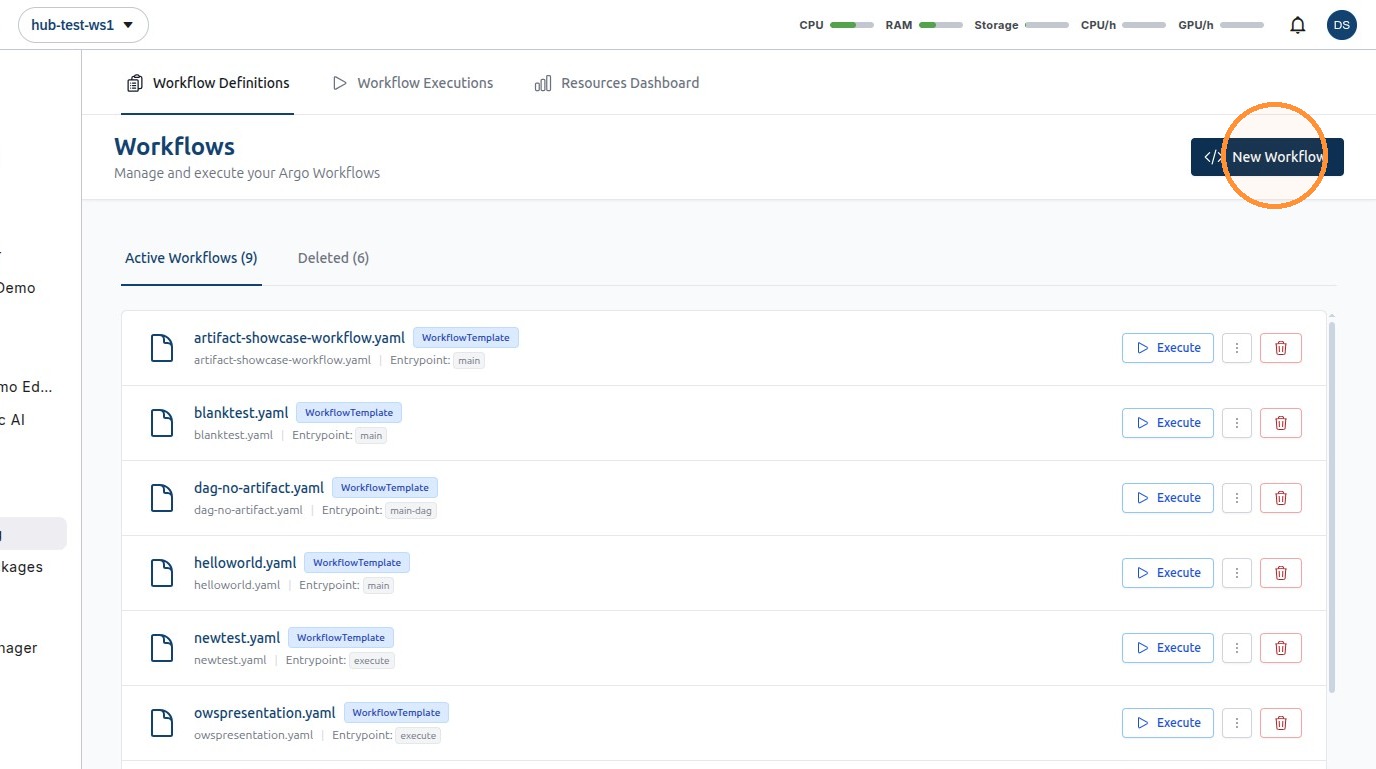 hub-test-ws1
CPU RAM Storage CPU/h GPU/h DS
Workflow Definitions Workflow Executions Resources Dashboard
Workflows
Manage and execute your Argo Workflows
</> New Workflow
Demo
mo Ed...
c AI
kages
nager
Active Workflows (9) Deleted (6)
artifact-showcase-workflow.yaml WorkflowTemplate
artifact-showcase-workflow.yaml | Entrypoint: main
Execute
blanktest.yaml WorkflowTemplate
blanktest.yaml | Entrypoint: main
Execute
dag-no-artifact.yaml WorkflowTemplate
dag-no-artifact.yaml | Entrypoint: main-dag
Execute
helloworld.yaml WorkflowTemplate
helloworld.yaml | Entrypoint: main
Execute
newtest.yaml WorkflowTemplate
newtest.yaml | Entrypoint: execute
Execute
owspresentation.yaml WorkflowTemplate
owspresentation.yaml | Entrypoint: execute
Execute